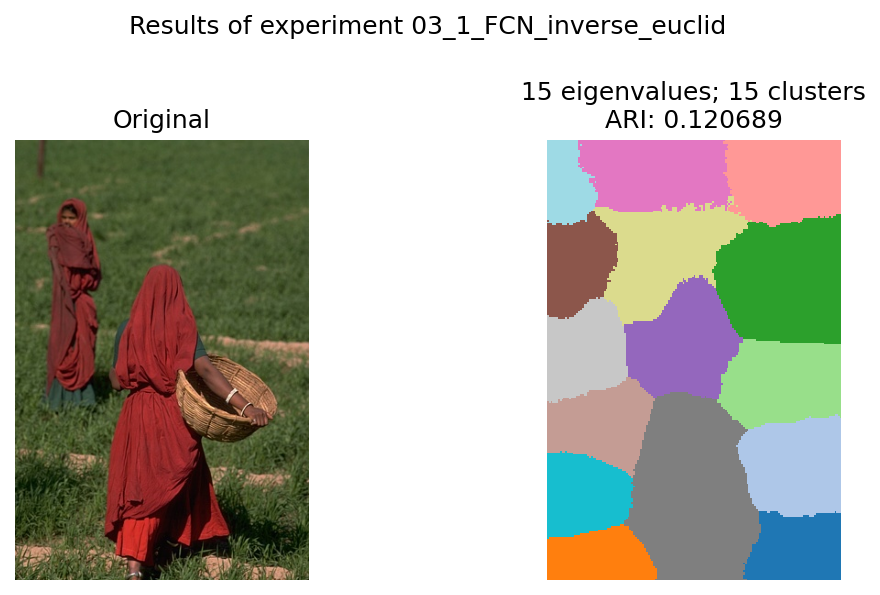 Results of experiment 03_1_FCN_inverse_euclid
Original
15 eigenvalues; 15 clusters
ARI: 0.120689